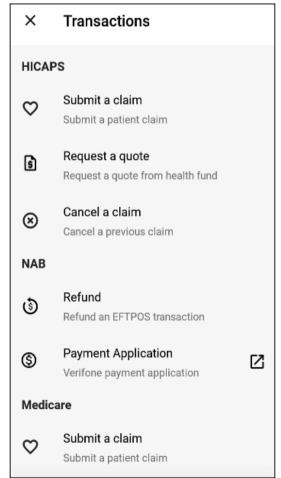 Transactions
HICAPS
Submit a claim
Submit a patient claim
Request a quote
Request a quote from health fund
Cancel a claim
Cancel a previous claim
NAB
Refund
Refund an EFTPOS transaction
Payment Application
Verifone payment application
Medicare
Submit a claim
Submit a patient claim